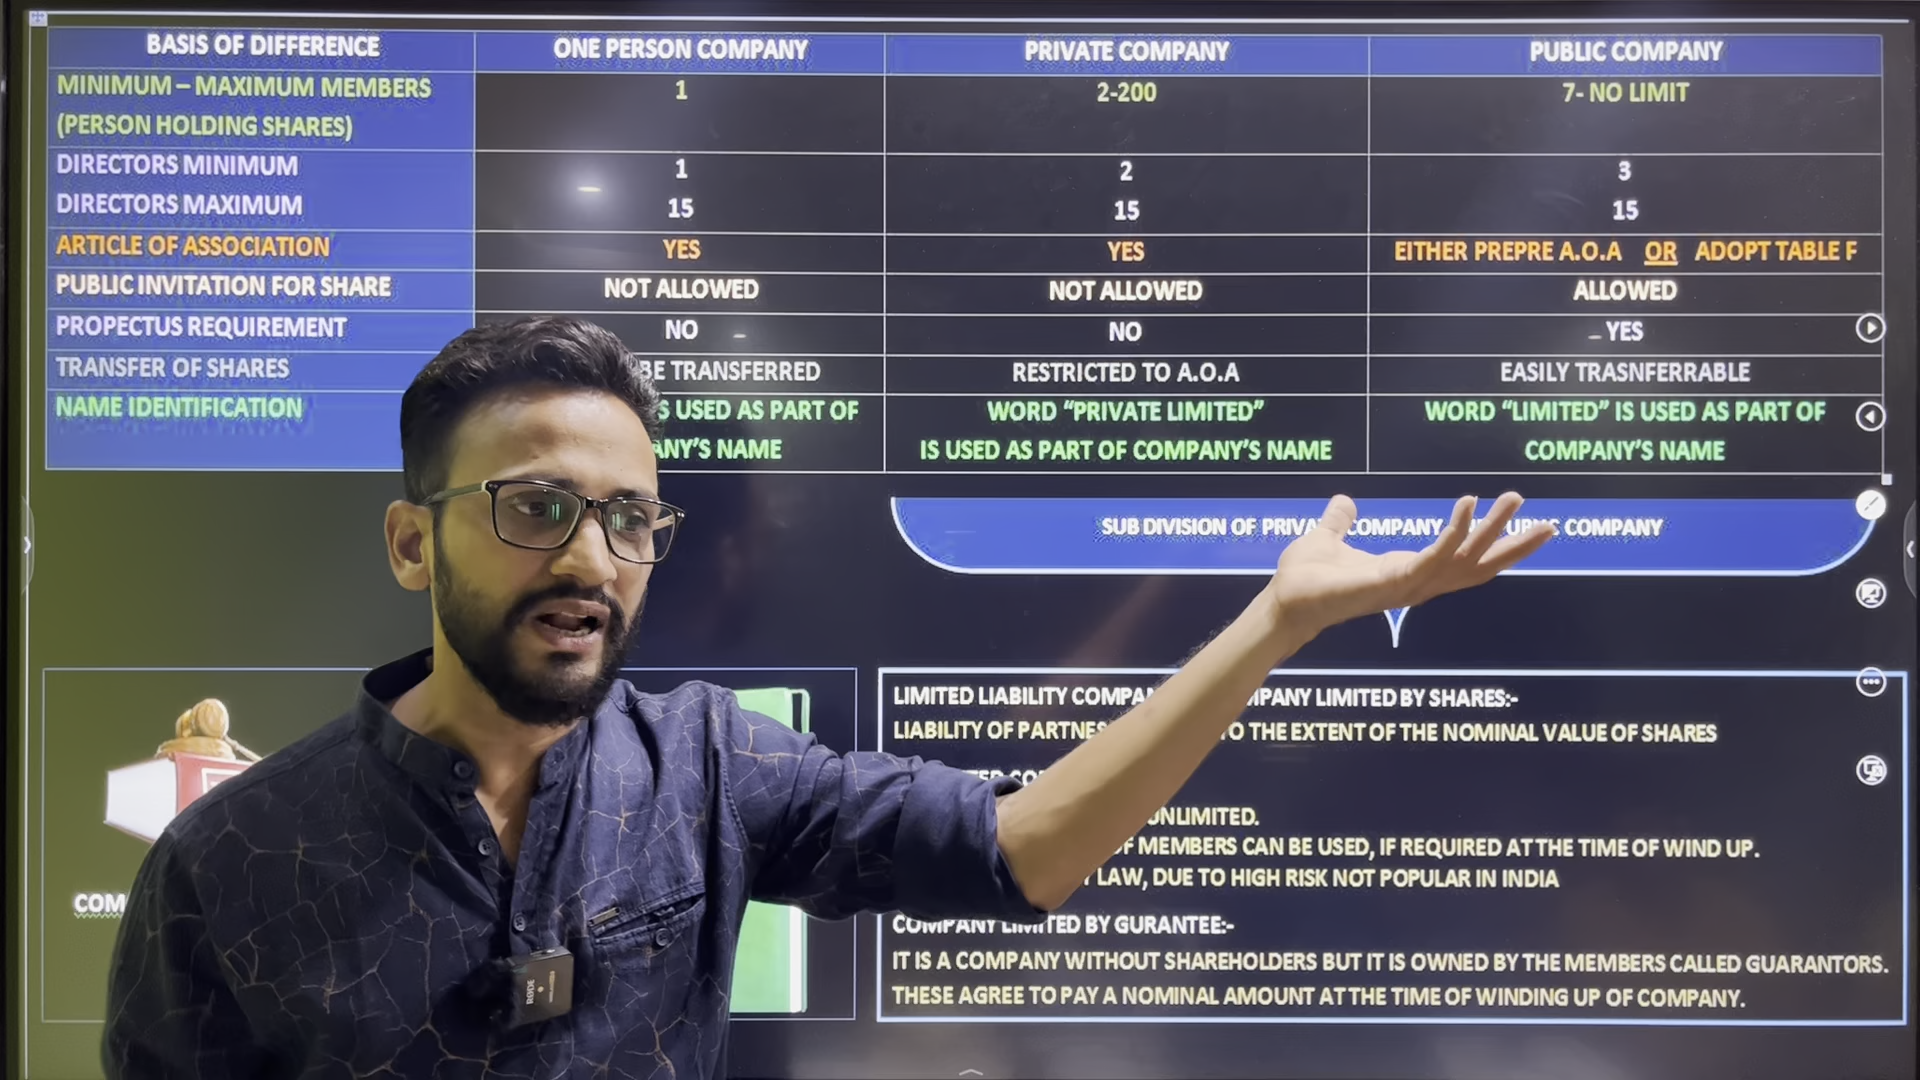 BASIS OF DIFFERENCE ONE PERSON COMPANY PRIVATE COMPANY PUBLIC COMPANY
MINIMUM – MAXIMUM MEMBERS 1 2-200 7- NO LIMIT
(PERSON HOLDING SHARES)
DIRECTORS MINIMUM 1 2 3
DIRECTORS MAXIMUM 15 15 15
ARTICLE OF ASSOCIATION YES YES EITHER PREPRE A.O.A OR ADOPT TABLE F
PUBLIC INVITATION FOR SHARE NOT ALLOWED NOT ALLOWED ALLOWED
PROPECTUS REQUIREMENT NO NO YES
TRANSFER OF SHARES BE TRANSFERRED RESTRICTED TO A.O.A EASILY TRASNFERRABLE
NAME IDENTIFICATION S USED AS PART OF WORD “PRIVATE LIMITED” WORD “LIMITED” IS USED AS PART OF
ANY’S NAME IS USED AS PART OF COMPANY’S NAME COMPANY’S NAME
SUB DIVISION OF COMPANY COMPANY
LIMITED LIABILITY LIMITED BY SHARES:-
LIABILITY OF TO THE EXTENT OF THE NOMINAL VALUE OF SHARES
UNLIMITED.
OF MEMBERS CAN BE USED, IF REQUIRED AT THE TIME OF WIND UP.
LAW, DUE TO HIGH RISK NOT POPULAR IN INDIA
COM
COMPANY LIMITED BY GURANTEE:-
IT IS A COMPANY WITHOUT SHAREHOLDERS BUT IT IS OWNED BY THE MEMBERS CALLED GUARANTORS.
THESE AGREE TO PAY A NOMINAL AMOUNT AT THE TIME OF WINDING UP OF COMPANY.
RØDE